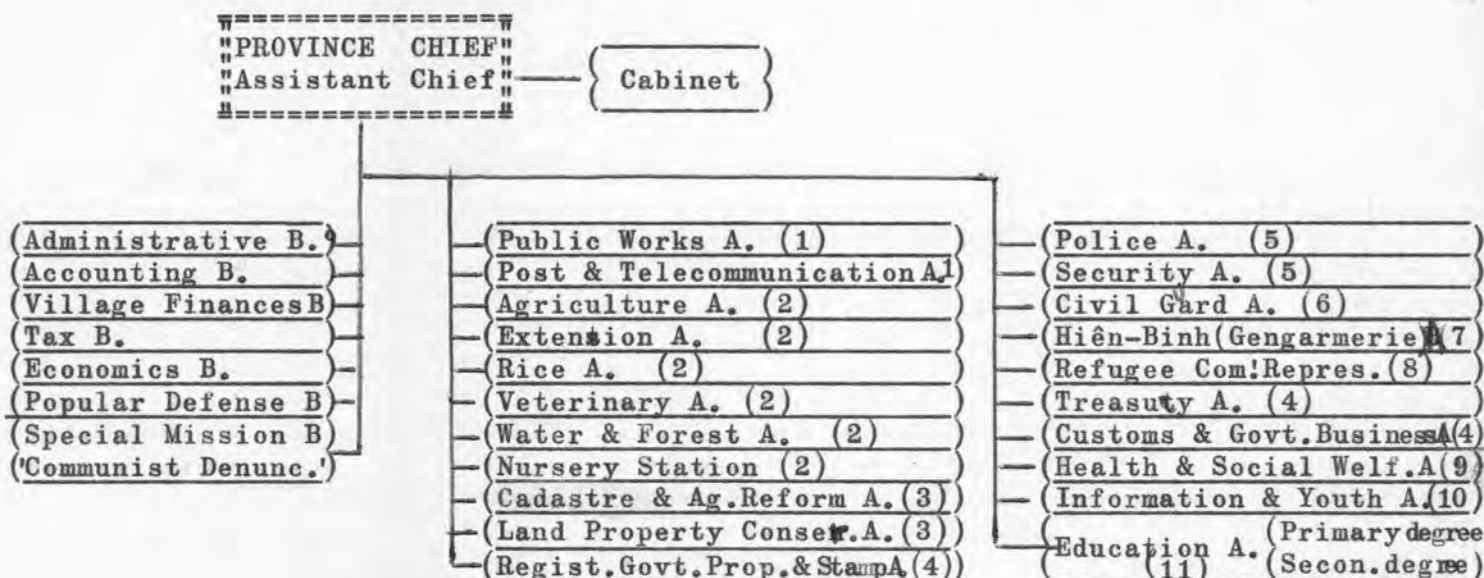 PROVINCE CHIEF
Assistant Chief
Cabinet
Administrative B.
Accounting B.
Village Finances B
Tax B.
Economics B.
Popular Defense B
Special Mission B
('Communist Denunc.')
Public Works A. (1)
Post & Telecommunication A.1
Agriculture A. (2)
Extension A. (2)
Rice A. (2)
Veterinary A. (2)
Water & Forest A. (2)
Nursery Station (2)
Cadastre & Ag.Reform A. (3)
Land Property Conser.A. (3)
Regist.Govt.Prop.& Stamp A (4)
Police A. (5)
Security A. (5)
Civil Gard A. (6)
Hiên-Binh(Gengarmerie)A(7
Refugee Com!Repres.(8)
Treasuty A. (4)
Customs & Govt.BusinessA(4)
Health & Social Welf.A(9)
Information & Youth A.(10)
Education A. (Primary degree
(11) (Secon.degree